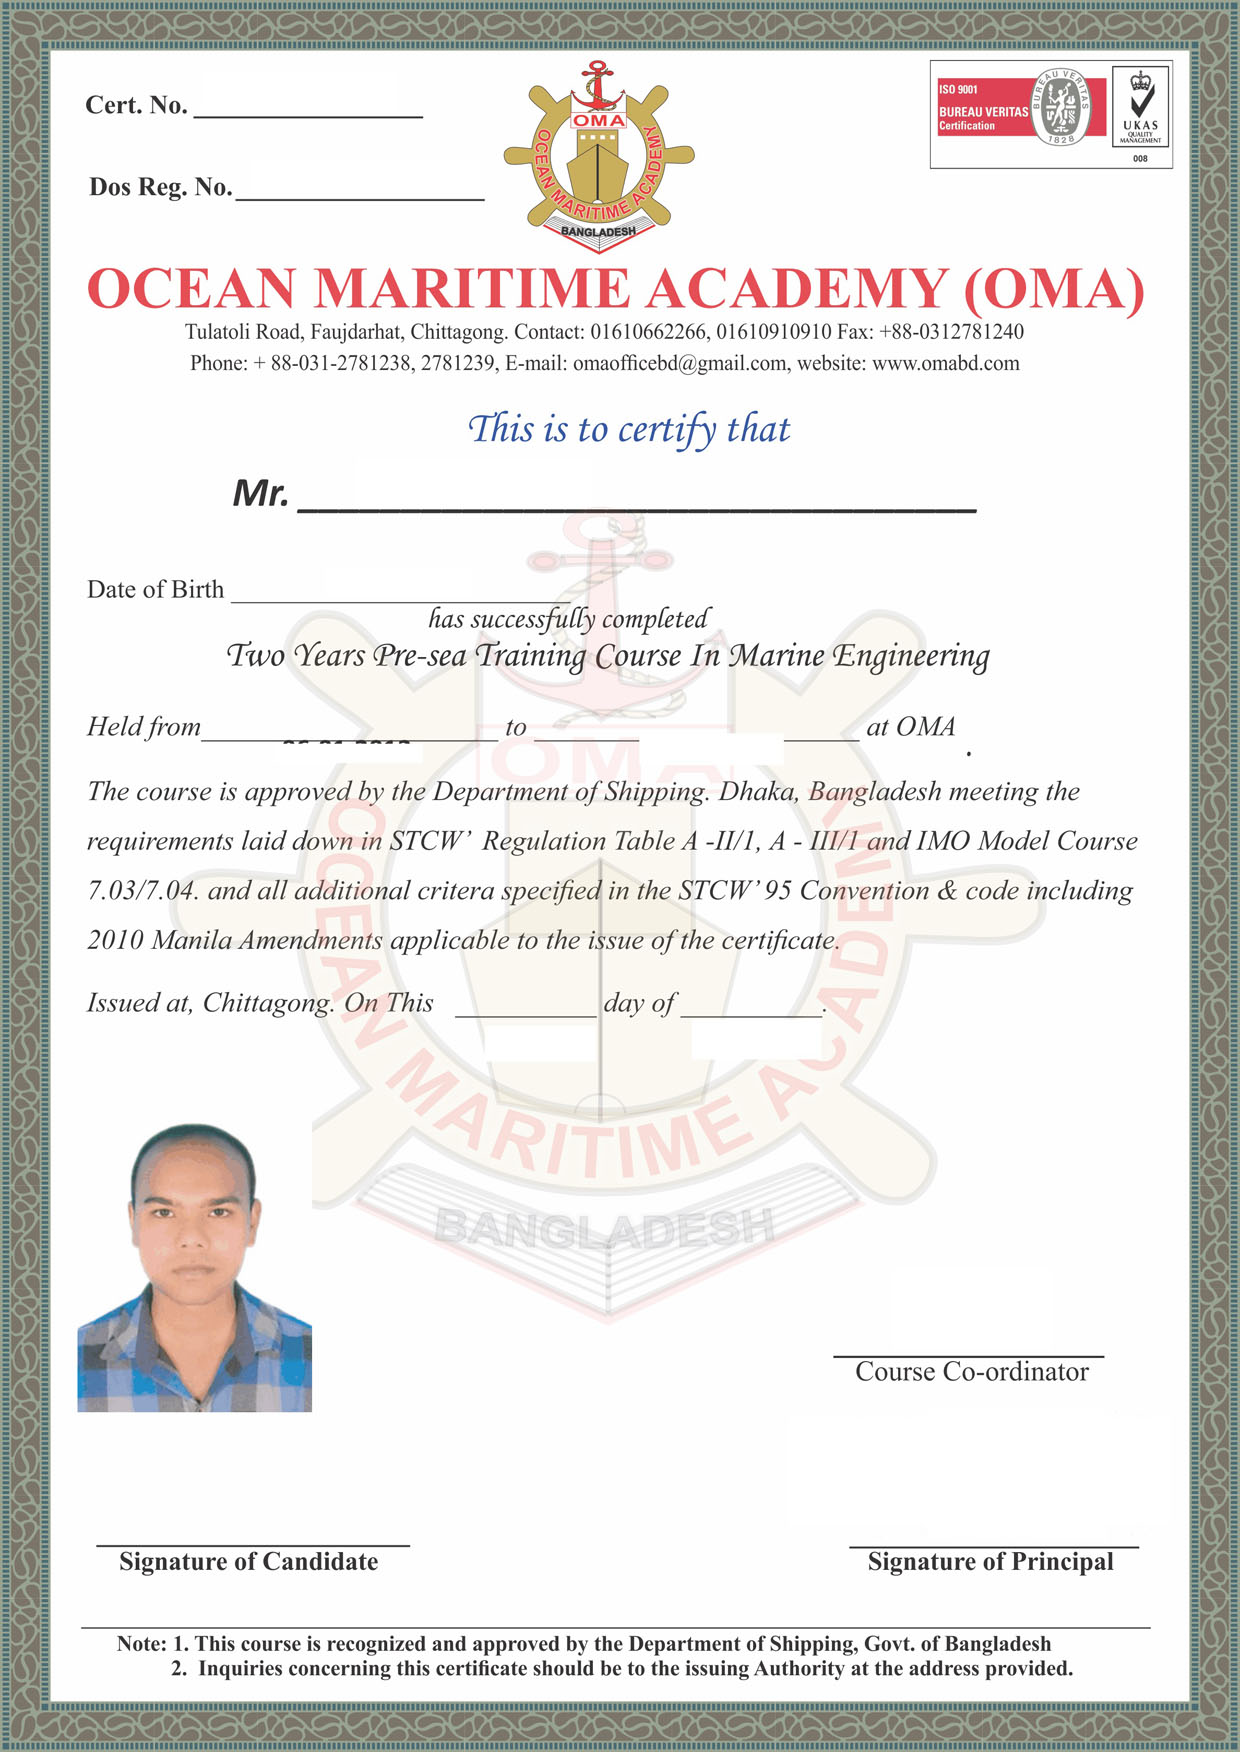 Cert. No.
Dos Reg. No.
OMA
OCEAN MARITIME ACADEMY
BANGLADESH
ISO 9001
BUREAU VERITAS
Certification
BUREAU VERITAS
1828
UKAS
QUALITY
MANAGEMENT
008
OCEAN MARITIME ACADEMY (OMA)
Tulatoli Road, Faujdarhat, Chittagong. Contact: 01610662266, 01610910910 Fax: +88-0312781240
Phone: + 88-031-2781238, 2781239, E-mail: omaofficebd@gmail.com, website: www.omabd.com
This is to certify that
Mr.
Date of Birth
has successfully completed
Two Years Pre-sea Training Course In Marine Engineering
Held from to at OMA .
The course is approved by the Department of Shipping. Dhaka, Bangladesh meeting the
requirements laid down in STCW’ Regulation Table A -II/1, A - III/1 and IMO Model Course
7.03/7.04. and all additional critera specified in the STCW’95 Convention & code including
2010 Manila Amendments applicable to the issue of the certificate.
Issued at, Chittagong. On This day of .
OMA
OCEAN MARITIME ACADEMY
BANGLADESH
Course Co-ordinator
Signature of Candidate
Signature of Principal
Note: 1. This course is recognized and approved by the Department of Shipping, Govt. of Bangladesh
2. Inquiries concerning this certificate should be to the issuing Authority at the address provided.